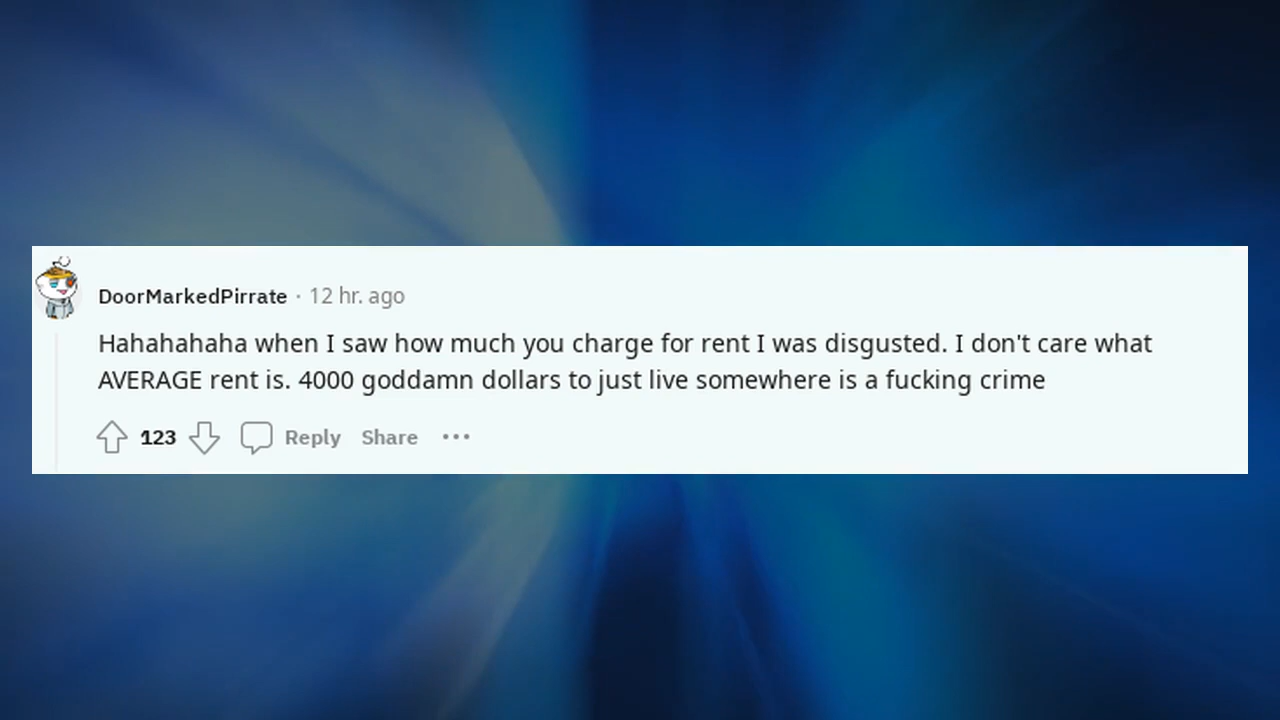 DoorMarkedPirrate · 12 hr. ago
Hahahahaha when I saw how much you charge for rent I was disgusted. I don't care what
AVERAGE rent is. 4000 goddamn dollars to just live somewhere is a fucking crime
123 Reply Share ···